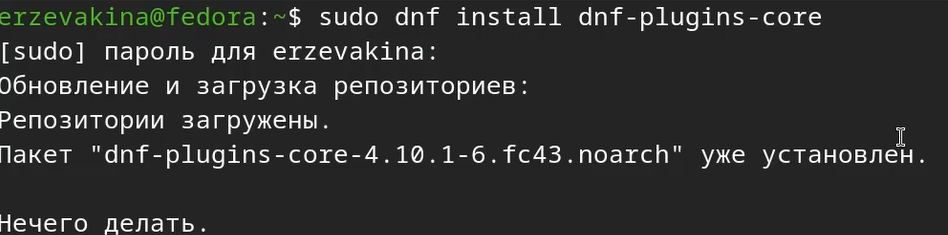 erzevakina@fedora:~$ sudo dnf install dnf-plugins-core
[sudo] пароль для erzevakina:
Обновление и загрузка репозиториев:
Репозитории загружены.
Пакет "dnf-plugins-core-4.10.1-6.fc43.noarch" уже установлен.
Нечего делать.